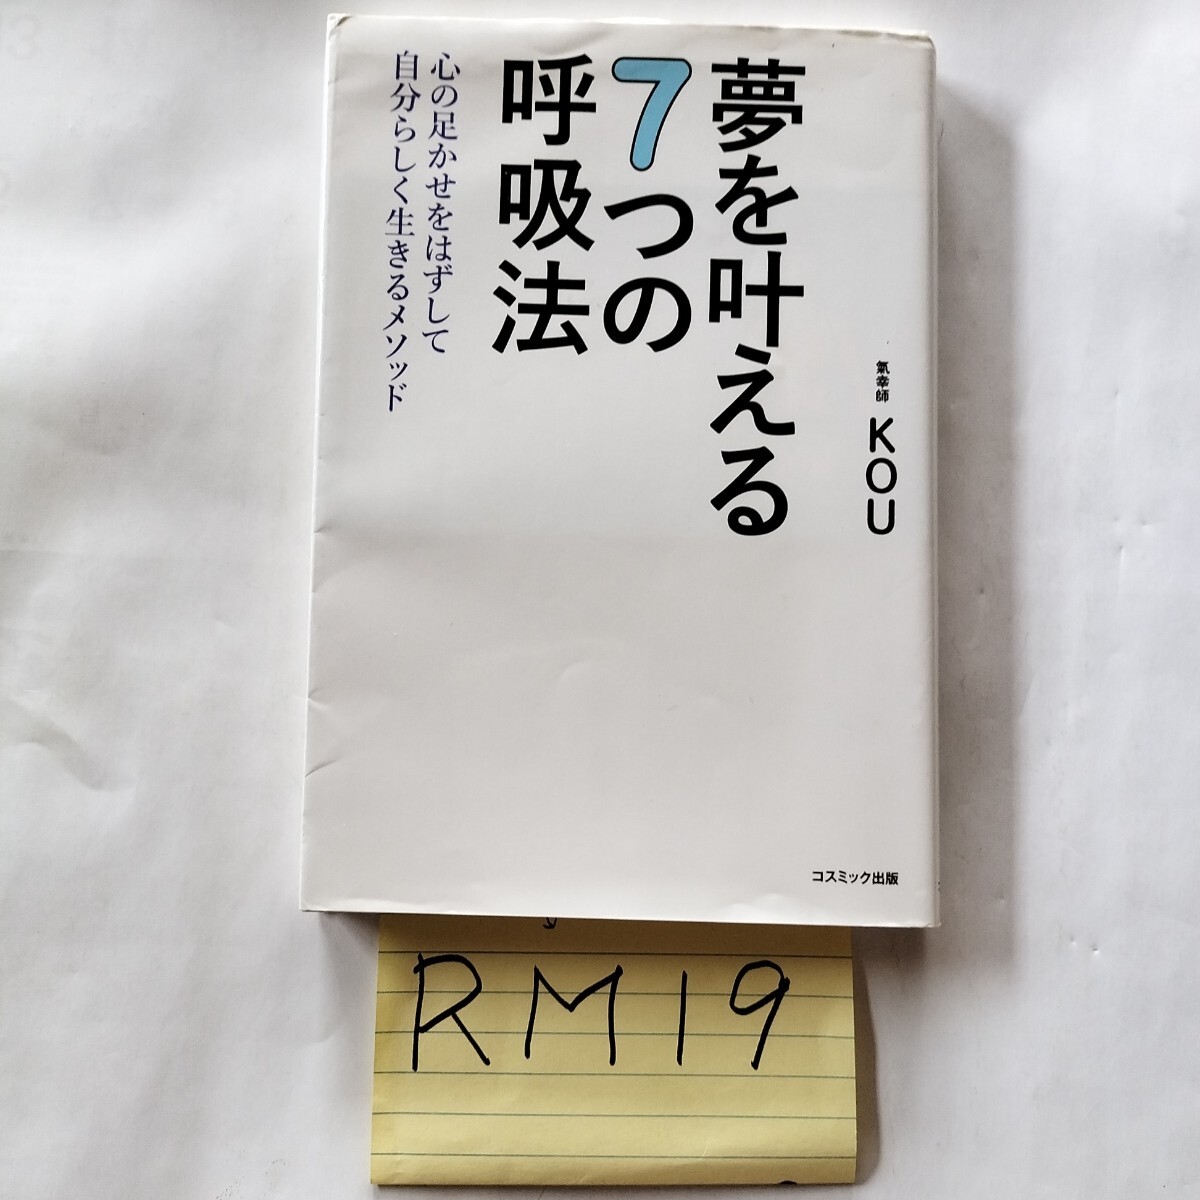 夢を叶える
7つの
呼吸法
心の足かせをはずして
自分らしく生きるメソッド
氣幸師 KOU
コスミック出版
RM19